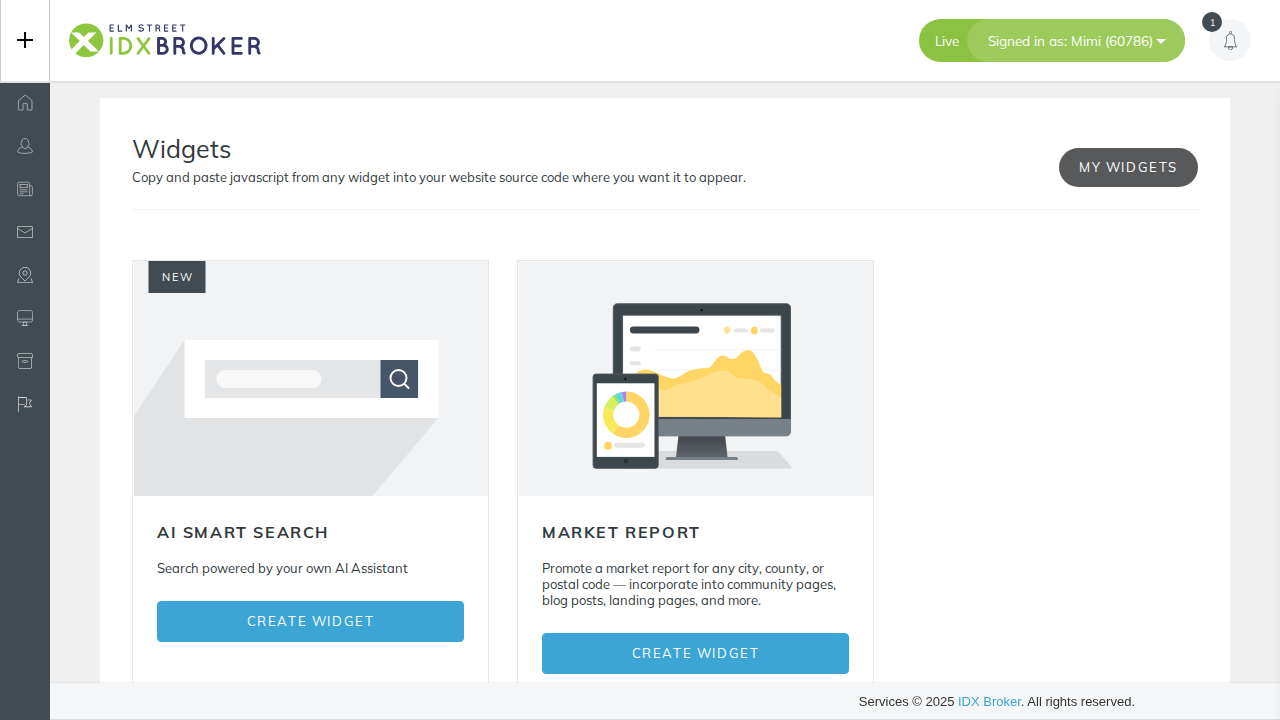 ELM STREET
IDXBROKER
Live
Signed in as: Mimi (60786)
1
Widgets
Copy and paste javascript from any widget into your website source code where you want it to appear.
MY WIDGETS
NEW
AI SMART SEARCH
Search powered by your own AI Assistant
CREATE WIDGET
MARKET REPORT
Promote a market report for any city, county, or
postal code — incorporate into community pages,
blog posts, landing pages, and more.
CREATE WIDGET
Services © 2025 IDX Broker. All rights reserved.